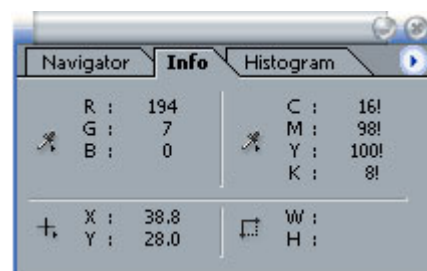 Navigator Info Histogram
R : 194 C : 16!
G : 7 M : 98!
B : 0 Y : 100!
K : 8!
X : 38.8 W :
Y : 28.0 H :